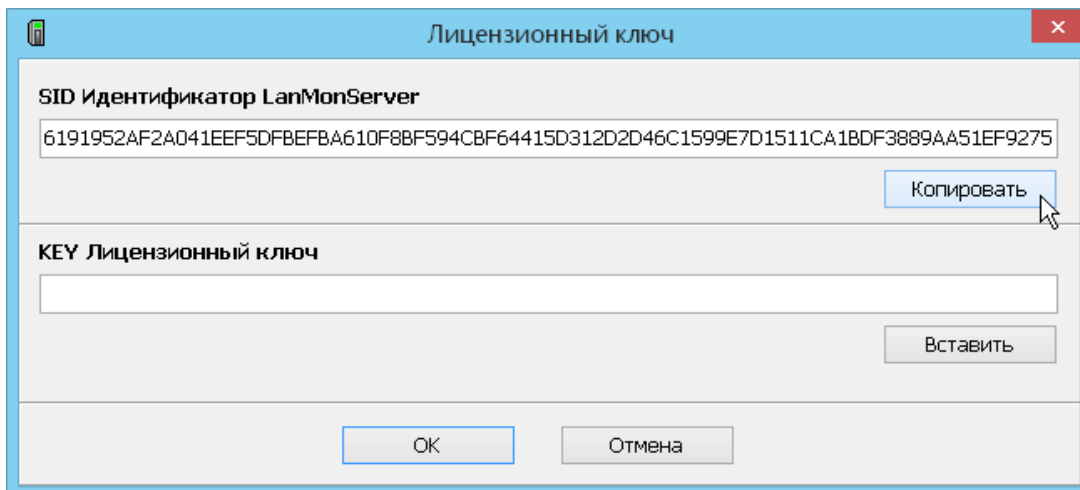 Лицензионный ключ
SID Идентификатор LanMonServer
6191952AF2A041EEF5DFBEFBA610F8BF594CBF64415D312D2D46C1599E7D1511CA1BDF3889AA51EF9275
Копировать
KEY Лицензионный ключ
Вставить
OK
Отмена